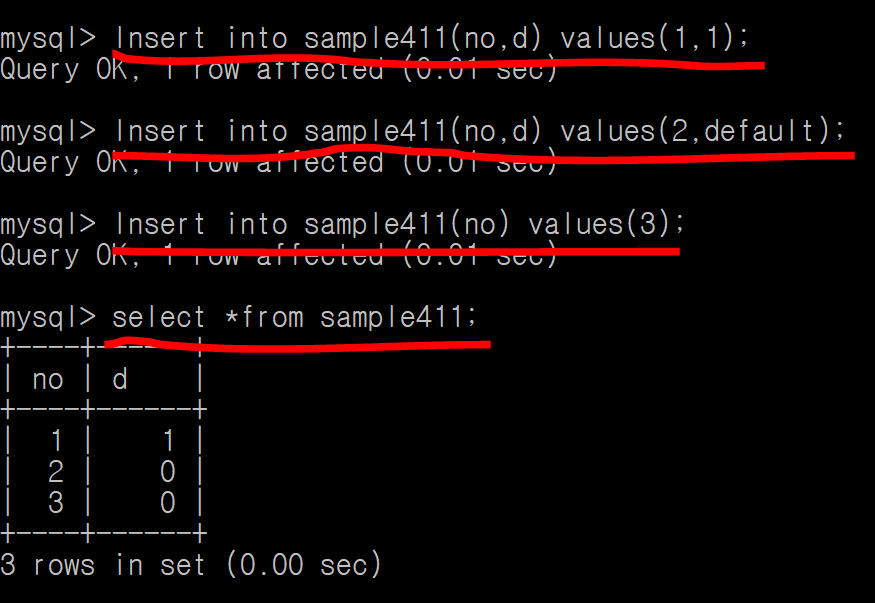 mysql> Insert into sample411(no,d) values(1,1);
Query OK, 1 row affected (0.01 sec)
mysql> Insert into sample411(no,d) values(2,default);
Query OK, 1 row affected (0.01 sec)
mysql> Insert into sample411(no) values(3);
Query OK, 1 row affected (0.01 sec)
mysql> select *from sample411;
+----+------+
| no | d    |
+----+------+
|  1 |    1 |
|  2 |    0 |
|  3 |    0 |
+----+------+
3 rows in set (0.00 sec)